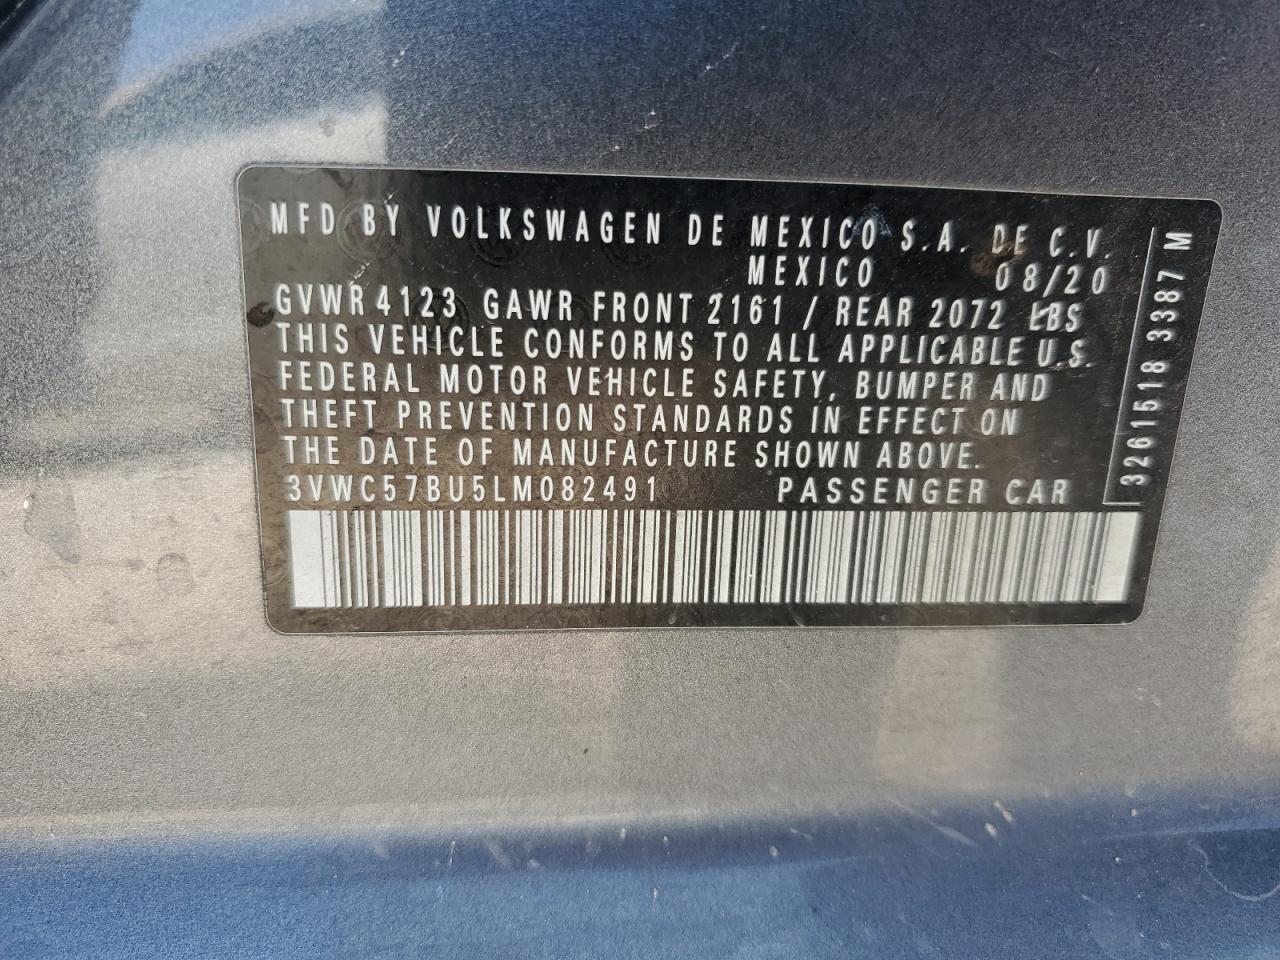 MFD BY VOLKSWAGEN DE MEXICO S.A. DE C.V.
MEXICO 08/20
GVWR 4123 GAWR FRONT 2161 / REAR 2072 LBS
THIS VEHICLE CONFORMS TO ALL APPLICABLE U.S.
FEDERAL MOTOR VEHICLE SAFETY, BUMPER AND
THEFT PREVENTION STANDARDS IN EFFECT ON
THE DATE OF MANUFACTURE SHOWN ABOVE.
3VWC57BU5LM082491 PASSENGER CAR
3261518 3387 M